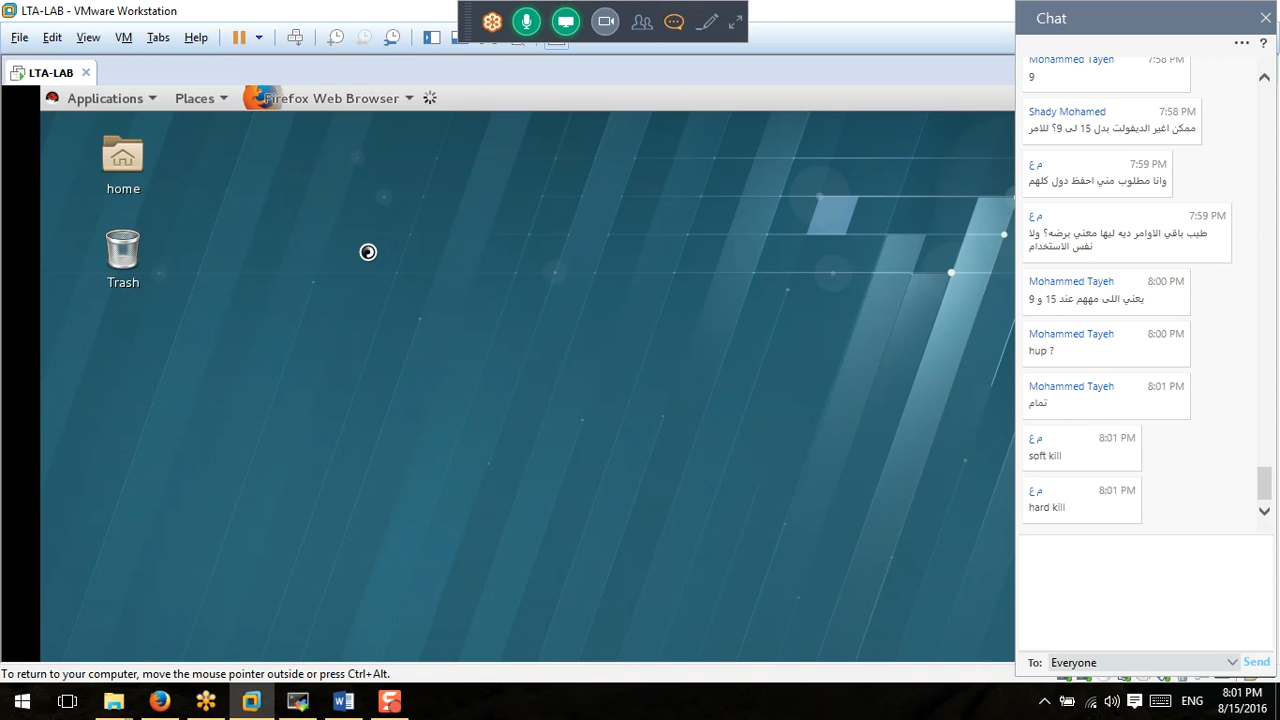 LTA-LAB - VMware Workstation
File Edit View VM Tabs Help
LTA-LAB
Applications Places Firefox Web Browser
home
Trash
To return to your computer, move the mouse pointer outside or press Ctrl+Alt.
Chat
Mohammed Tayeh 7:58 PM
9
Shady Mohamed 7:58 PM
ممكن اغير الديفولت بدل 15 لى 9؟ للامر
م ع 7:59 PM
وانا مطلوب مني احفظ دول كلهم
م ع 7:59 PM
طيب باقي الاوامر ديه ليها معني برضه؟ ولا
نفس الاستخدام
Mohammed Tayeh 8:00 PM
يعني اللى مههم عند 15 و 9
Mohammed Tayeh 8:00 PM
hup ?
Mohammed Tayeh 8:01 PM
تمام
م ع 8:01 PM
soft kill
م ع 8:01 PM
hard kill
To: Everyone Send
ENG
8:01 PM
8/15/2016